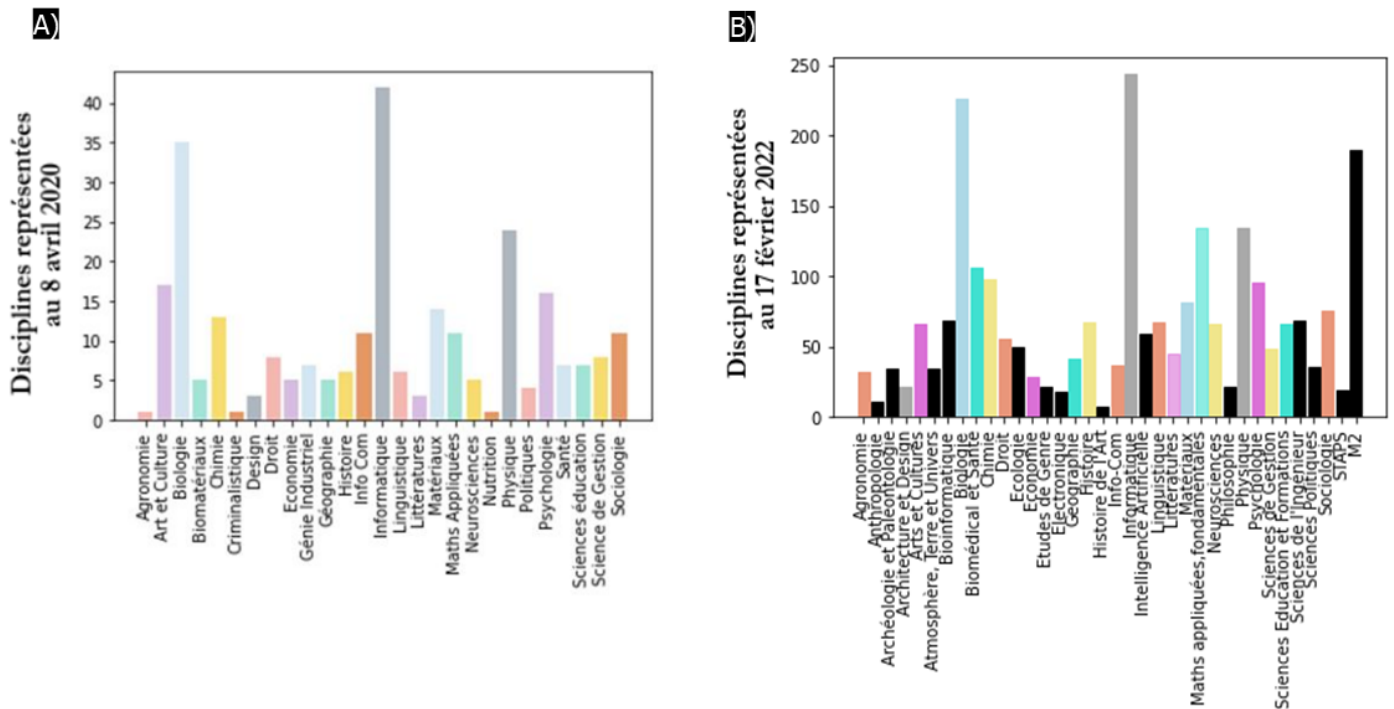 A)
Disciplines représentées
au 8 avril 2020
40
35
30
25
20
15
10
5
0
Agronomie
Art et Culture
Biologie
Biomatériaux
Chimie
Criminalistique
Design
Droit
Economie
Génie Industriel
Géographie
Histoire
Info Com
Informatique
Linguistique
Littératures
Matériaux
Maths Appliquées
Neurosciences
Nutrition
Physique
Politiques
Psychologie
Santé
Sciences éducation
Science de Gestion
Sociologie
B)
Disciplines représentées
au 17 février 2022
250
200
150
100
50
0
Agronomie
Anthropologie
Archéologie et Paléontologie
Architecture et Design
Arts et Cultures
Atmosphère, Terre et Univers
Bioinformatique
Biologie
Biomédical et Santé
Chimie
Droit
Ecologie
Economie
Etudes de Genre
Electronique
Géographie
Histoire
Histoire de l'Art
Info-Com
Informatique
Intelligence Artificielle
Linguistique
Littératures
Matériaux
Maths appliquées,fondamentales
Neurosciences
Philosophie
Physique
Psychologie
Sciences de Gestion
Sciences Education et Formations
Sciences de l'Ingénieur
Sciences Politiques
Sociologie
STAPS
M2